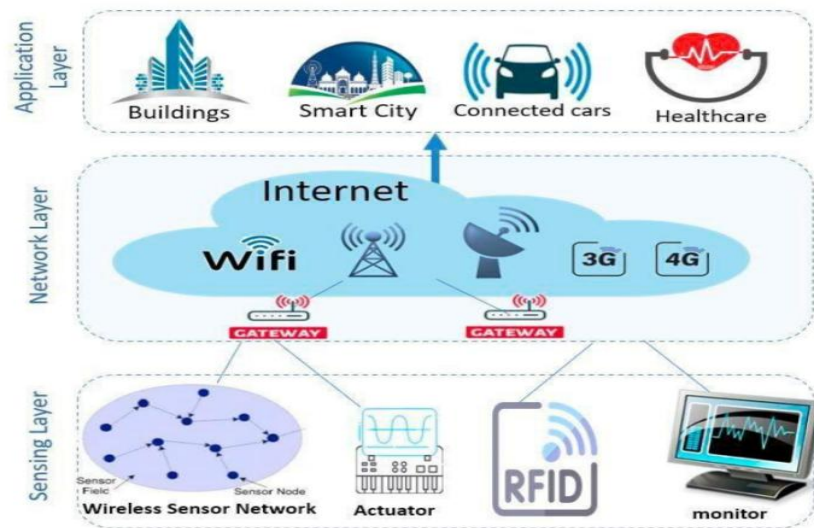 Application
Layer
Buildings
Smart City
Connected cars
Healthcare
Network Layer
Internet
Wifi
3G
4G
GATEWAY
GATEWAY
Sensing Layer
Sensor
Field
Sensor Node
Wireless Sensor Network
Actuator
RFID
monitor